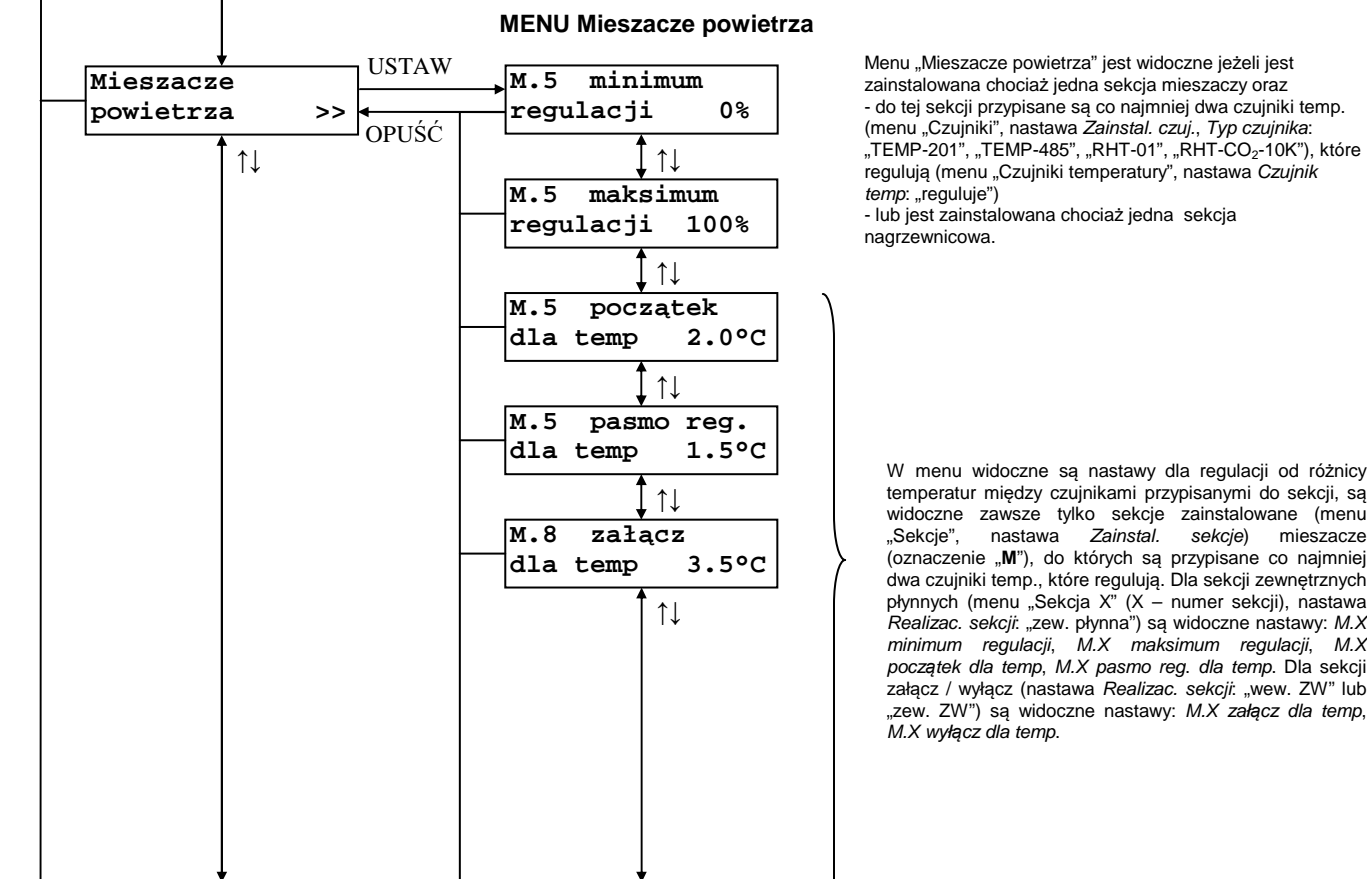 MENU Mieszacze powietrza
Mieszacze
powietrza >>
USTAW
OPUŚĆ
↑↓
M.5 minimum
regulacji 0%
↑↓
M.5 maksimum
regulacji 100%
↑↓
M.5 początek
dla temp 2.0°C
↑↓
M.5 pasmo reg.
dla temp 1.5°C
↑↓
M.8 załącz
dla temp 3.5°C
↑↓
Menu „Mieszacze powietrza” jest widoczne jeżeli jest
zainstalowana chociaż jedna sekcja mieszaczy oraz
- do tej sekcji przypisane są co najmniej dwa czujniki temp.
(menu „Czujniki”, nastawa Zainstal. czuj., Typ czujnika:
„TEMP-201”, „TEMP-485”, „RHT-01”, „RHT-CO₂-10K”), które
regulują (menu „Czujniki temperatury”, nastawa Czujnik
temp: „reguluje”)
- lub jest zainstalowana chociaż jedna sekcja
nagrzewnicowa.
W menu widoczne są nastawy dla regulacji od różnicy
temperatur między czujnikami przypisanymi do sekcji, są
widoczne zawsze tylko sekcje zainstalowane (menu
„Sekcje”, nastawa Zainstal. sekcje) mieszacze
(oznaczenie „M”), do których są przypisane co najmniej
dwa czujniki temp., które regulują. Dla sekcji zewnętrznych
płynnych (menu „Sekcja X” (X – numer sekcji), nastawa
Realizac. sekcji: „zew. płynna”) są widoczne nastawy: M.X
minimum regulacji, M.X maksimum regulacji, M.X
początek dla temp, M.X pasmo reg. dla temp. Dla sekcji
załącz / wyłącz (nastawa Realizac. sekcji: „wew. ZW” lub
„zew. ZW”) są widoczne nastawy: M.X załącz dla temp,
M.X wyłącz dla temp.